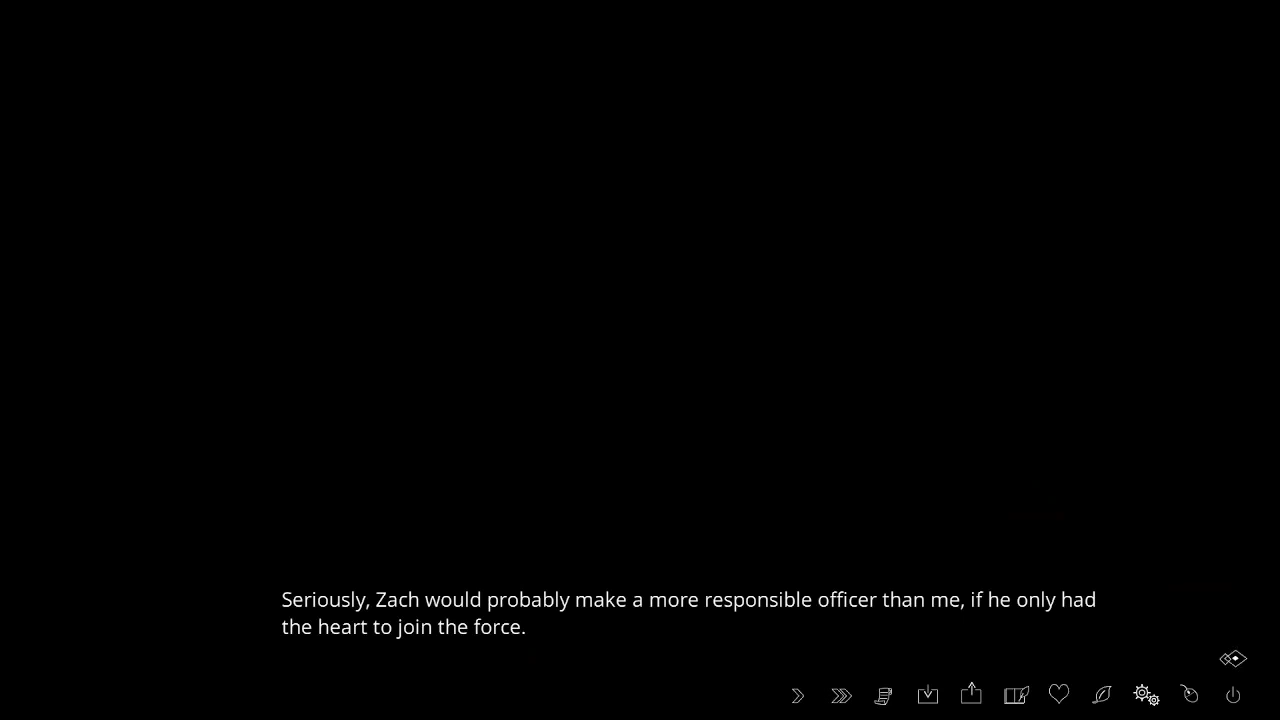 Seriously, Zach would probably make a more responsible officer than me, if he only had
the heart to join the force.